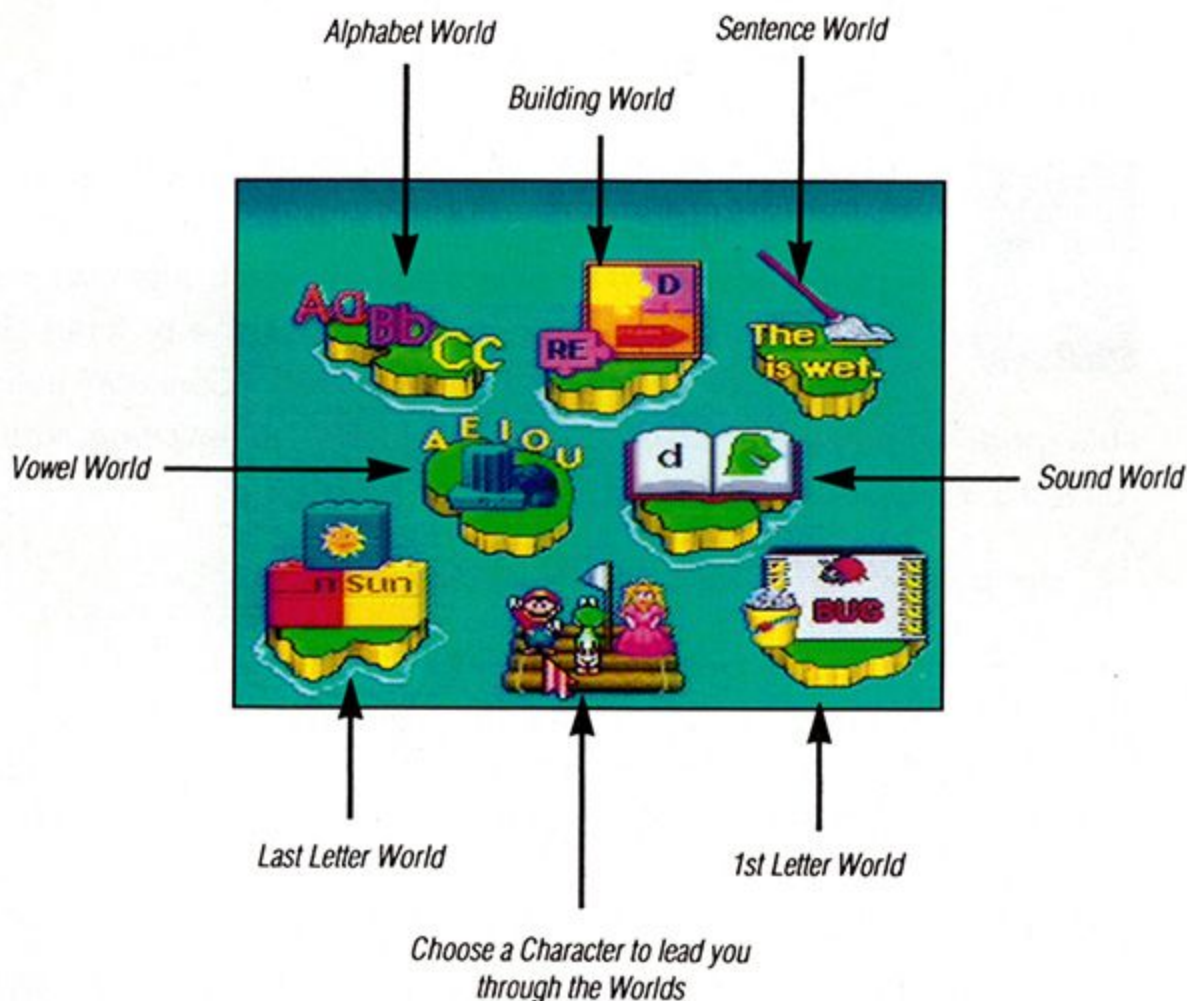 Alphabet World
Sentence World
Building World
Aa
Bb
Cc
D
RE
The
is wet.
Vowel World
A E I O U
d
Sound World
n sun
BUG
Last Letter World
1st Letter World
Choose a Character to lead you
through the Worlds